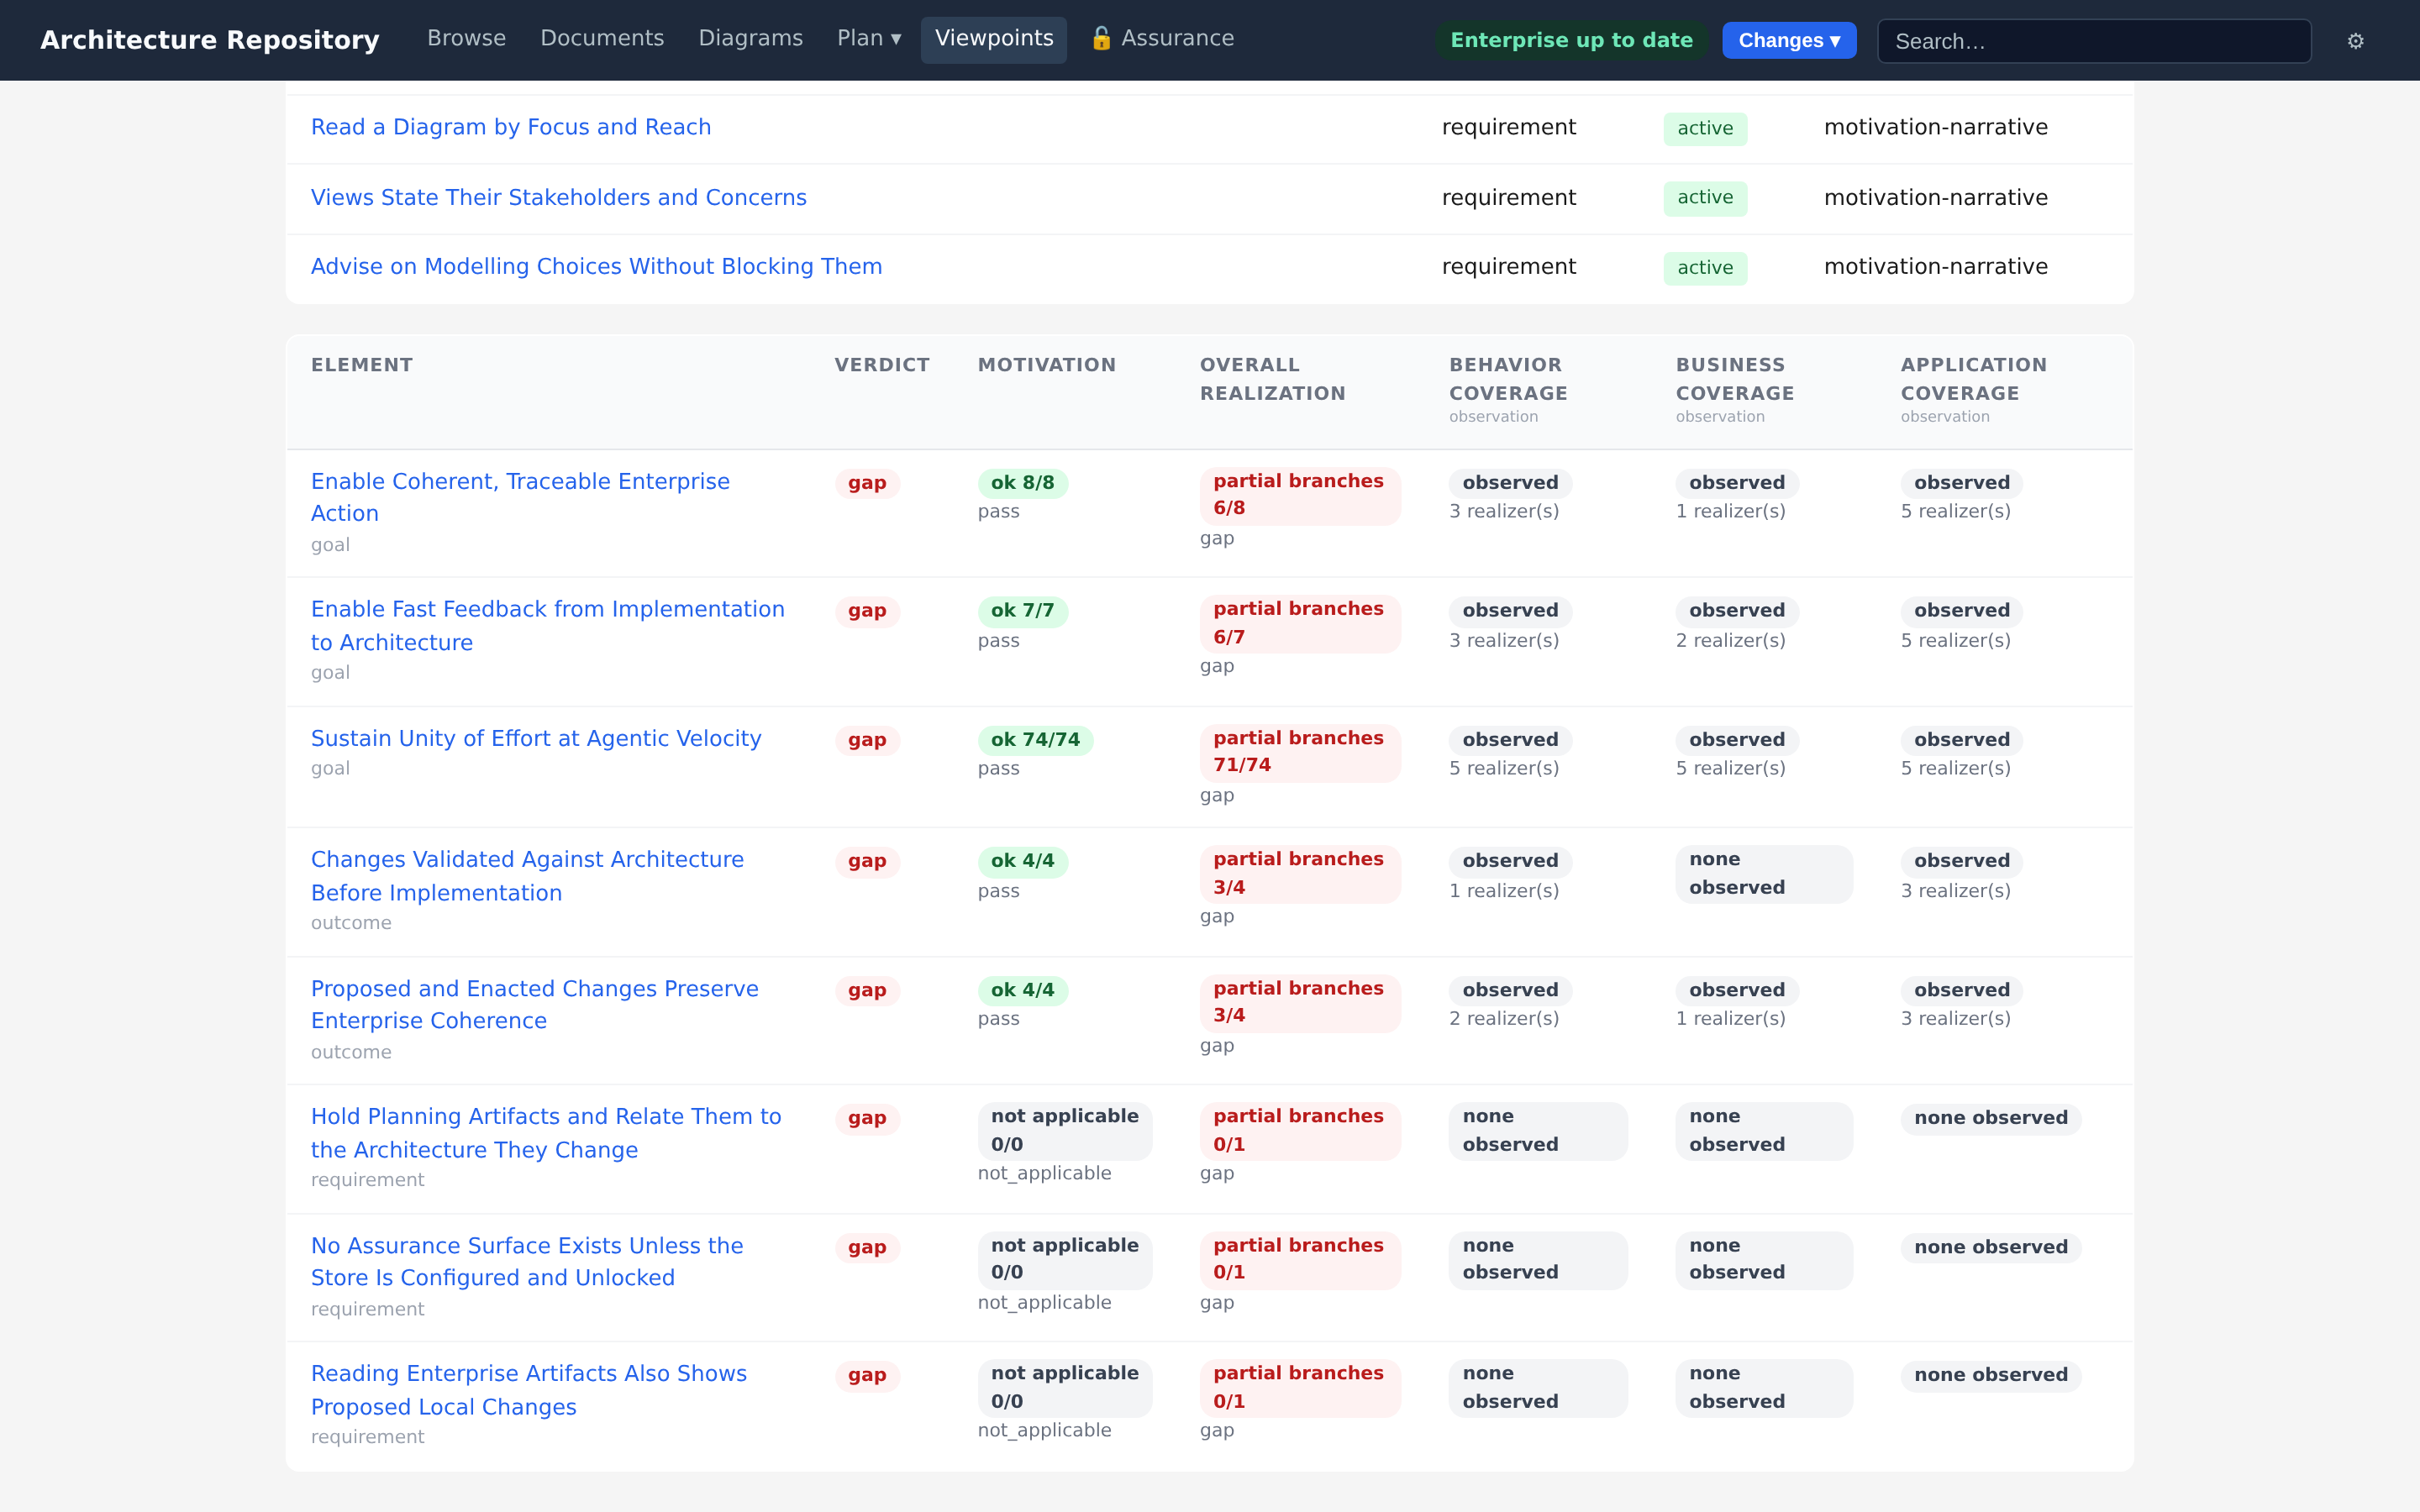 Architecture Repository Browse Documents Diagrams Plan ▾ Viewpoints 🔓 Assurance Enterprise up to date Changes ▾ Search… ⚙
Read a Diagram by Focus and Reach requirement active motivation-narrative
Views State Their Stakeholders and Concerns requirement active motivation-narrative
Advise on Modelling Choices Without Blocking Them requirement active motivation-narrative
ELEMENT VERDICT MOTIVATION OVERALL BEHAVIOR BUSINESS APPLICATION
REALIZATION COVERAGE COVERAGE COVERAGE
observation observation observation
Enable Coherent, Traceable Enterprise gap ok 8/8 partial branches observed observed observed
Action pass 6/8 3 realizer(s) 1 realizer(s) 5 realizer(s)
goal gap
Enable Fast Feedback from Implementation gap ok 7/7 partial branches observed observed observed
to Architecture pass 6/7 3 realizer(s) 2 realizer(s) 5 realizer(s)
goal gap
Sustain Unity of Effort at Agentic Velocity gap ok 74/74 partial branches observed observed observed
goal pass 71/74 5 realizer(s) 5 realizer(s) 5 realizer(s)
gap
Changes Validated Against Architecture gap ok 4/4 partial branches observed none observed
Before Implementation pass 3/4 1 realizer(s) observed 3 realizer(s)
outcome gap
Proposed and Enacted Changes Preserve gap ok 4/4 partial branches observed observed observed
Enterprise Coherence pass 3/4 2 realizer(s) 1 realizer(s) 3 realizer(s)
outcome gap
Hold Planning Artifacts and Relate Them to gap not applicable partial branches none none none observed
the Architecture They Change 0/0 0/1 observed observed
requirement not_applicable gap
No Assurance Surface Exists Unless the gap not applicable partial branches none none none observed
Store Is Configured and Unlocked 0/0 0/1 observed observed
requirement not_applicable gap
Reading Enterprise Artifacts Also Shows gap not applicable partial branches none none none observed
Proposed Local Changes 0/0 0/1 observed observed
requirement not_applicable gap